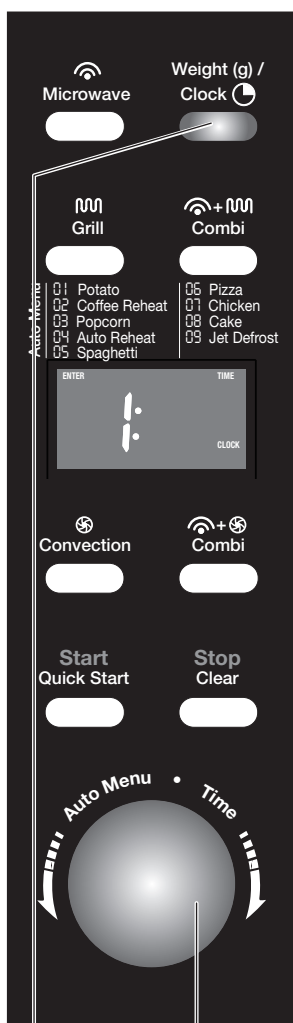 Microwave
Weight (g) /
Clock
Grill
+
Combi
Auto Menu
01 Potato
02 Coffee Reheat
03 Popcorn
04 Auto Reheat
05 Spaghetti
06 Pizza
07 Chicken
08 Cake
09 Jet Defrost
ENTER
TIME
1:
CLOCK
Convection
+
Combi
Start
Quick Start
Stop
Clear
Auto Menu • Time